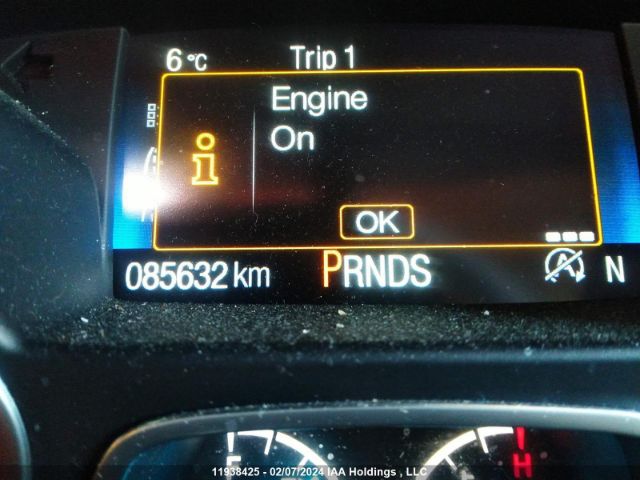 6 °C Trip 1
Engine
On
i
OK
085632 km PRNDS N
F H
11938425 - 02/07/2024 IAA Holdings , LLC